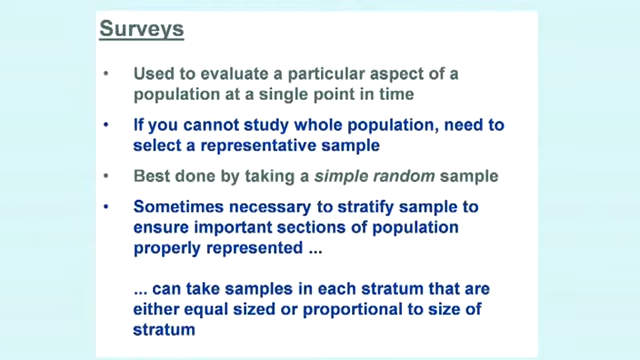 Surveys
• Used to evaluate a particular aspect of a
population at a single point in time
• If you cannot study whole population, need to
select a representative sample
• Best done by taking a simple random sample
• Sometimes necessary to stratify sample to
ensure important sections of population
properly represented ...
... can take samples in each stratum that are
either equal sized or proportional to size of
stratum